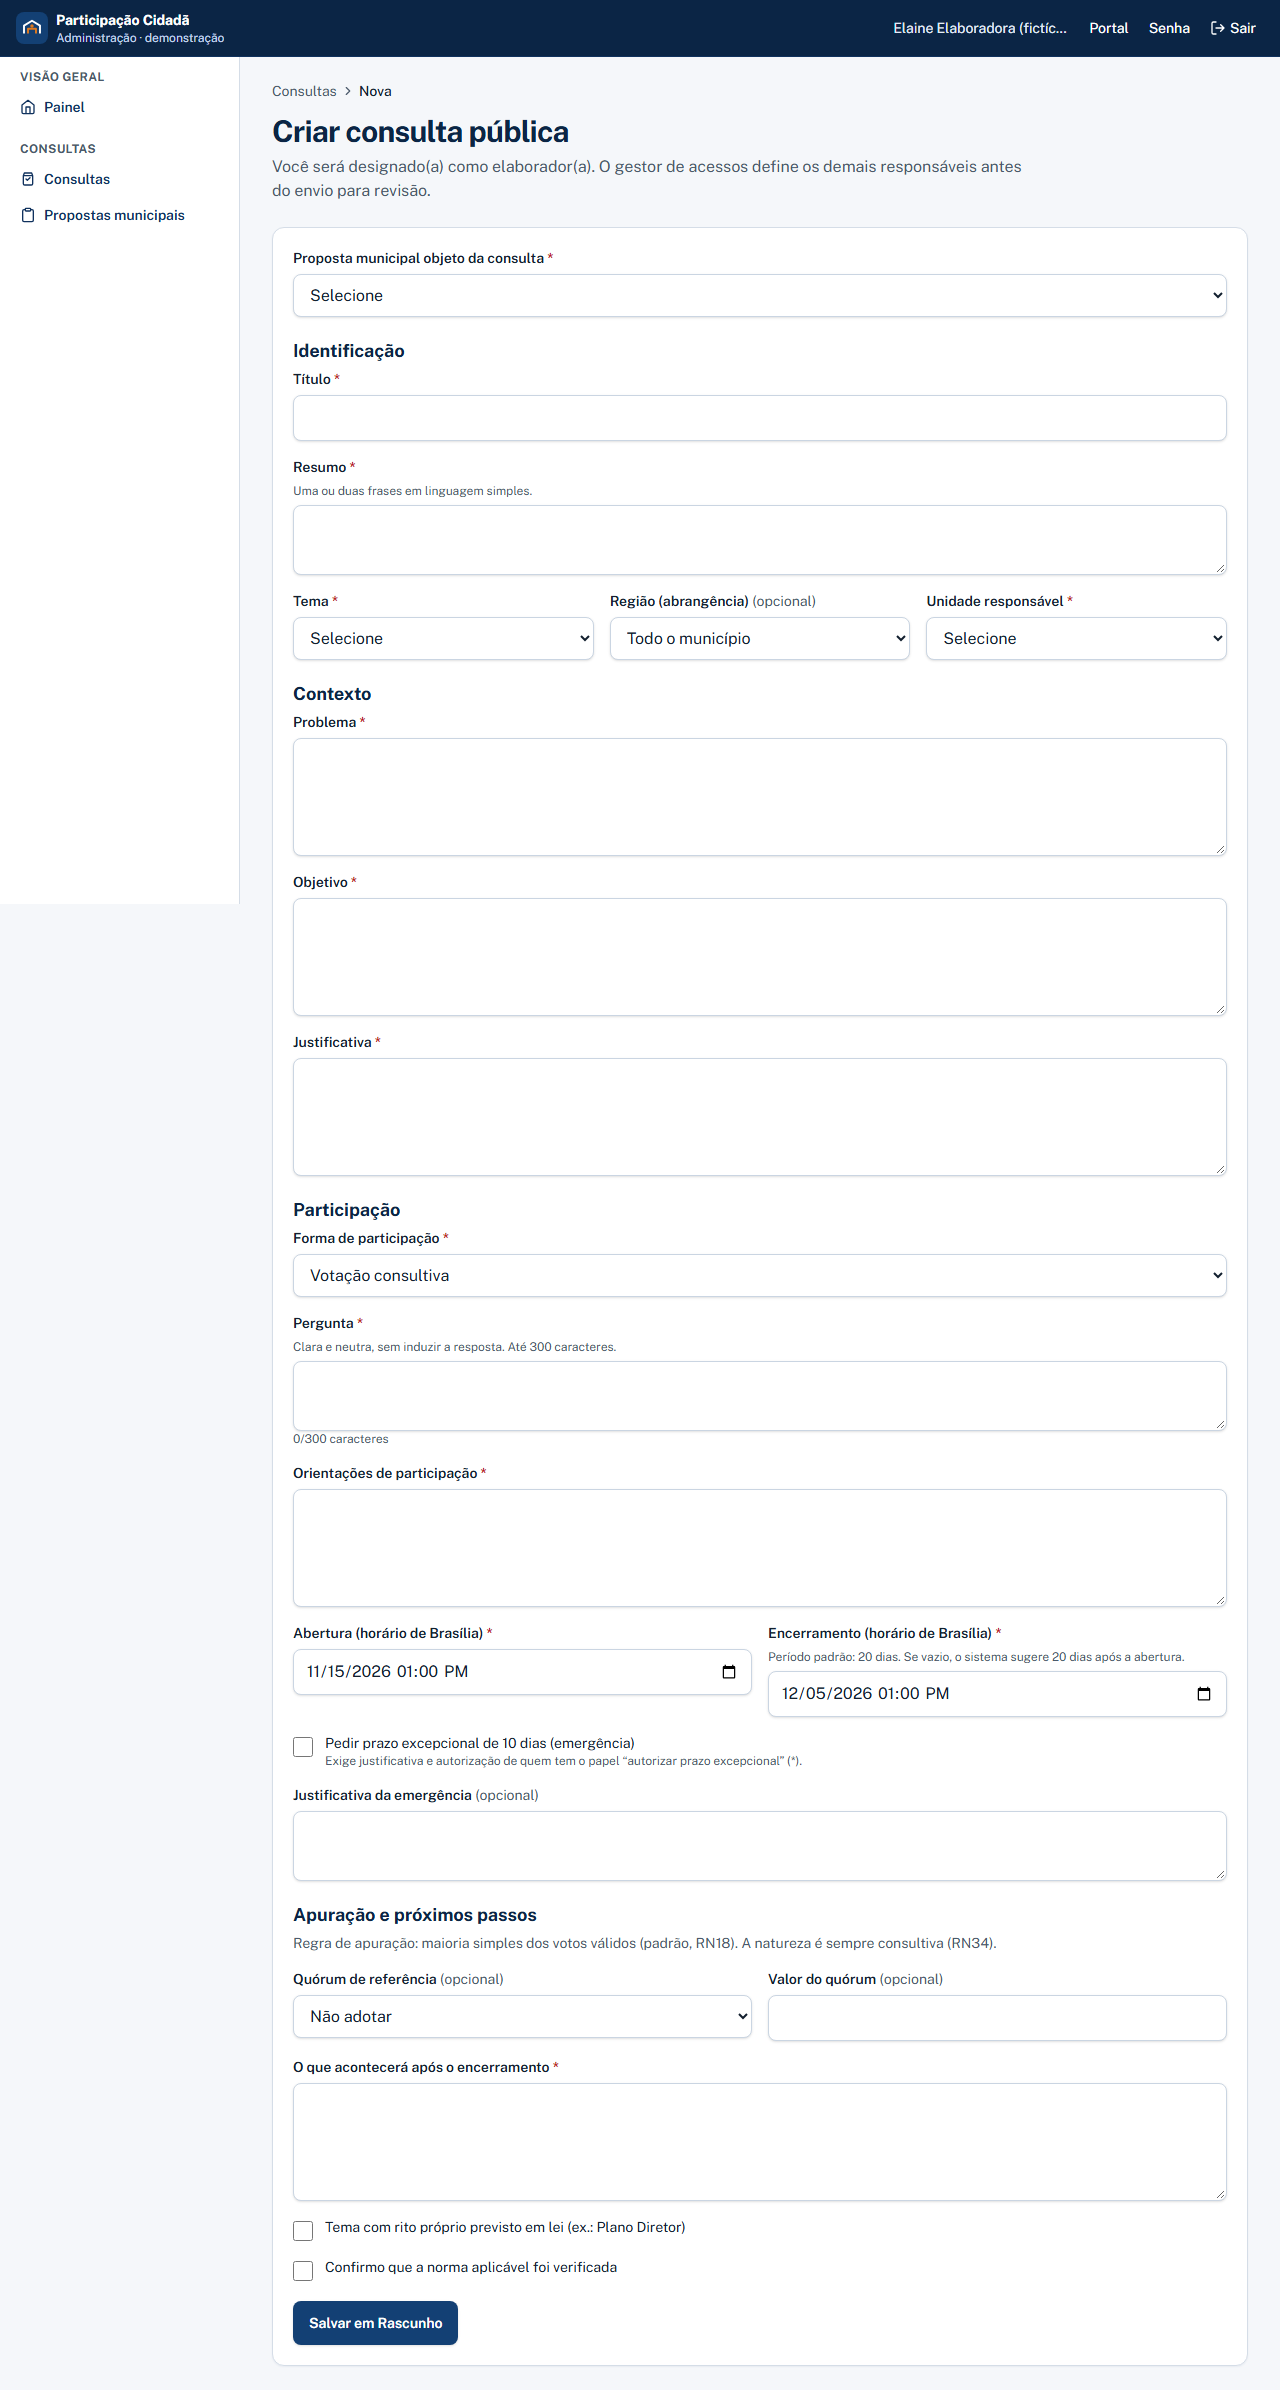 Participação Cidadã
Administração · demonstração
Elaine Elaboradora (fictíc...
Portal
Senha
Sair
VISÃO GERAL
Painel
CONSULTAS
Consultas
Propostas municipais
Consultas > Nova
Criar consulta pública
Você será designado(a) como elaborador(a). O gestor de acessos define os demais responsáveis antes
do envio para revisão.
Proposta municipal objeto da consulta *
Selecione
Identificação
Título *
Resumo *
Uma ou duas frases em linguagem simples.
Tema *
Região (abrangência) (opcional)
Unidade responsável *
Selecione
Todo o município
Selecione
Contexto
Problema *
Objetivo *
Justificativa *
Participação
Forma de participação *
Votação consultiva
Pergunta *
Clara e neutra, sem induzir a resposta. Até 300 caracteres.
0/300 caracteres
Orientações de participação *
Abertura (horário de Brasília) *
11/15/2026 01:00 PM
Encerramento (horário de Brasília) *
Período padrão: 20 dias. Se vazio, o sistema sugere 20 dias após a abertura.
12/05/2026 01:00 PM
Pedir prazo excepcional de 10 dias (emergência)
Exige justificativa e autorização de quem tem o papel “autorizar prazo excepcional” (*).
Justificativa da emergência (opcional)
Apuração e próximos passos
Regra de apuração: maioria simples dos votos válidos (padrão, RN18). A natureza é sempre consultiva (RN34).
Quórum de referência (opcional)
Valor do quórum (opcional)
Não adotar
O que acontecerá após o encerramento *
Tema com rito próprio previsto em lei (ex.: Plano Diretor)
Confirmo que a norma aplicável foi verificada
Salvar em Rascunho